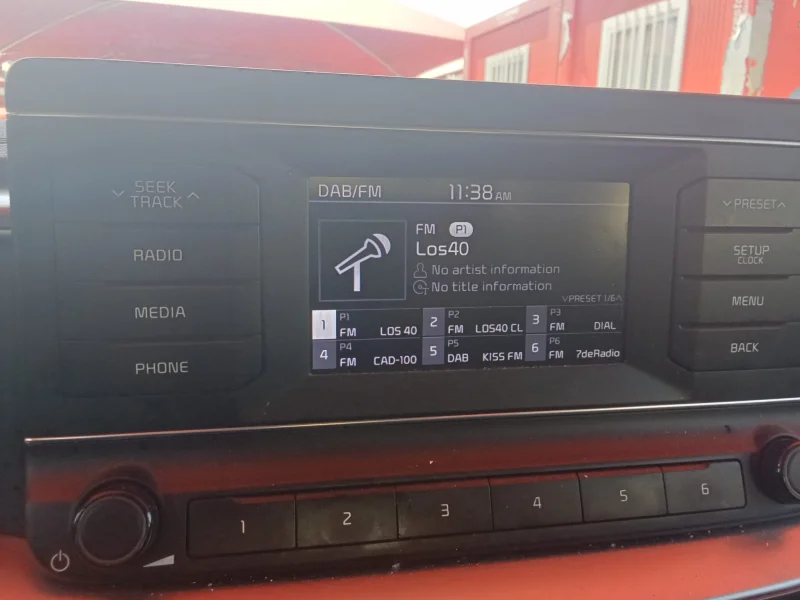 SEEK
TRACK
RADIO
MEDIA
PHONE
DAB/FM 11:38 AM
FM P1
Los40
No artist information
No title information
PRESET 1/6
1 P1 FM LOS 40
2 P2 FM LOS40 CL
3 P3 FM DIAL
4 P4 FM CAD-100
5 P5 DAB KISS FM
6 P6 FM 7deRadio
PRESET
SETUP
CLOCK
MENU
BACK
1 2 3 4 5 6